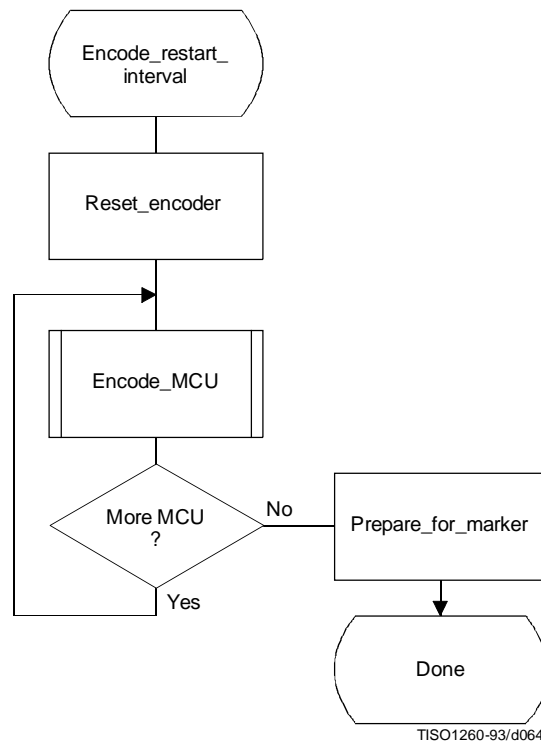 Encode_restart_
interval
Reset_encoder
Encode_MCU
More MCU
?
No
Prepare_for_marker
Yes
Done
TISO1260-93/d064